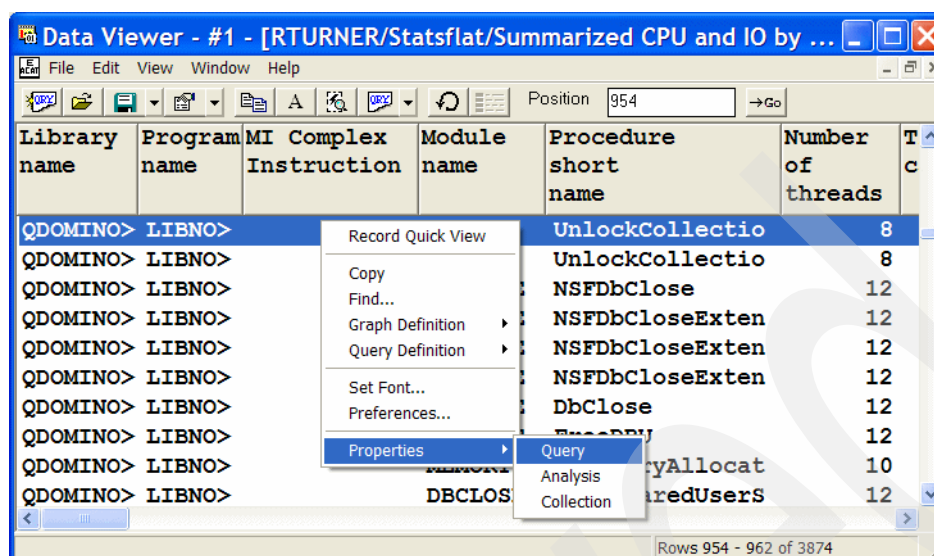 Data Viewer - #1 - [RTURNER/Statsflat/Summarized CPU and IO by ...
File Edit View Window Help
Position 954 →Go
Library Program MI Complex Module Procedure Number T
name name Instruction name short of c
name threads
QDOMINO> LIBNO> UnlockCollectio 8
QDOMINO> LIBNO> UnlockCollectio 8
QDOMINO> LIBNO> NSFDbClose 12
QDOMINO> LIBNO> NSFDbCloseExten 12
QDOMINO> LIBNO> NSFDbCloseExten 12
QDOMINO> LIBNO> NSFDbCloseExten 12
QDOMINO> LIBNO> DbClose 12
QDOMINO> LIBNO> 12
QDOMINO> LIBNO> 10
QDOMINO> LIBNO> DBCLOS 12
Record Quick View
Copy
Find...
Graph Definition
Query Definition
Set Font...
Preferences...
Properties
Query
Analysis
Collection
Rows 954 - 962 of 3874